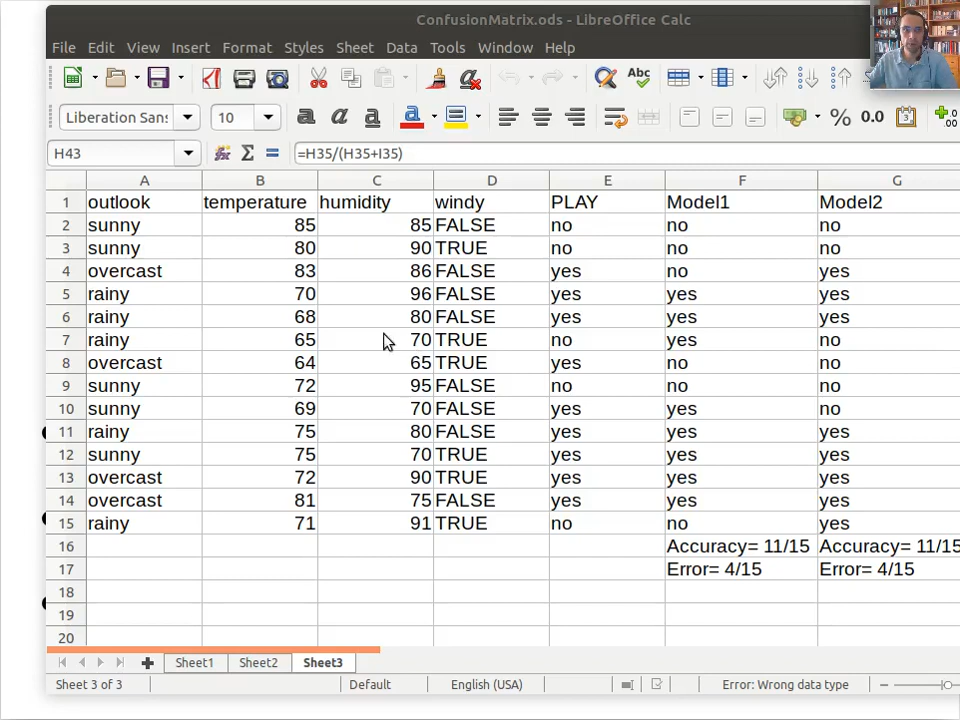 ConfusionMatrix.ods - LibreOffice Calc
File Edit View Insert Format Styles Sheet Data Tools Window Help
Abc
Liberation Sans 10 a a a a % 0.0
H43 fx Σ = =H35/(H35+I35)
A B C D E F G
1 outlook temperature humidity windy PLAY Model1 Model2
2 sunny 85 85 FALSE no no no
3 sunny 80 90 TRUE no no no
4 overcast 83 86 FALSE yes no yes
5 rainy 70 96 FALSE yes yes yes
6 rainy 68 80 FALSE yes yes yes
7 rainy 65 70 TRUE no yes no
8 overcast 64 65 TRUE yes no no
9 sunny 72 95 FALSE no no no
10 sunny 69 70 FALSE yes yes no
11 rainy 75 80 FALSE yes yes yes
12 sunny 75 70 TRUE yes yes yes
13 overcast 72 90 TRUE yes yes yes
14 overcast 81 75 FALSE yes yes yes
15 rainy 71 91 TRUE no no yes
16 Accuracy= 11/15 Accuracy= 11/15
17 Error= 4/15 Error= 4/15
18
19
20
Sheet1 Sheet2 Sheet3
Sheet 3 of 3 Default English (USA) Error: Wrong data type